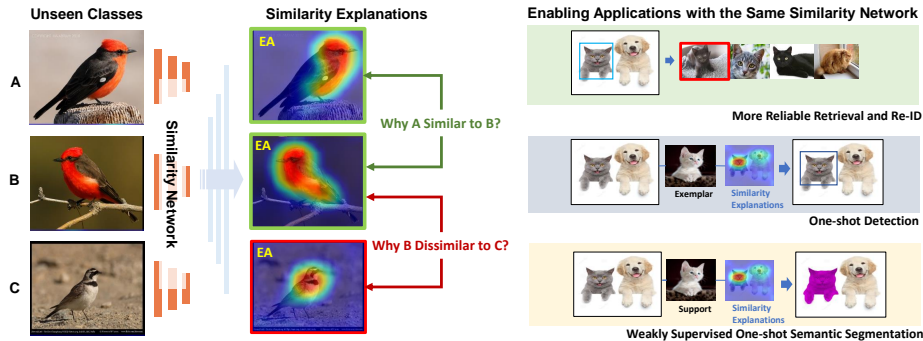 Unseen Classes
Similarity Explanations
Enabling Applications with the Same Similarity Network
A
B
C
Similarity Network
EA
EA
EA
Why A Similar to B?
Why B Dissimilar to C?
More Reliable Retrieval and Re-ID
Exemplar
Similarity
Explanations
One-shot Detection
Support
Similarity
Explanations
Weakly Supervised One-shot Semantic Segmentation